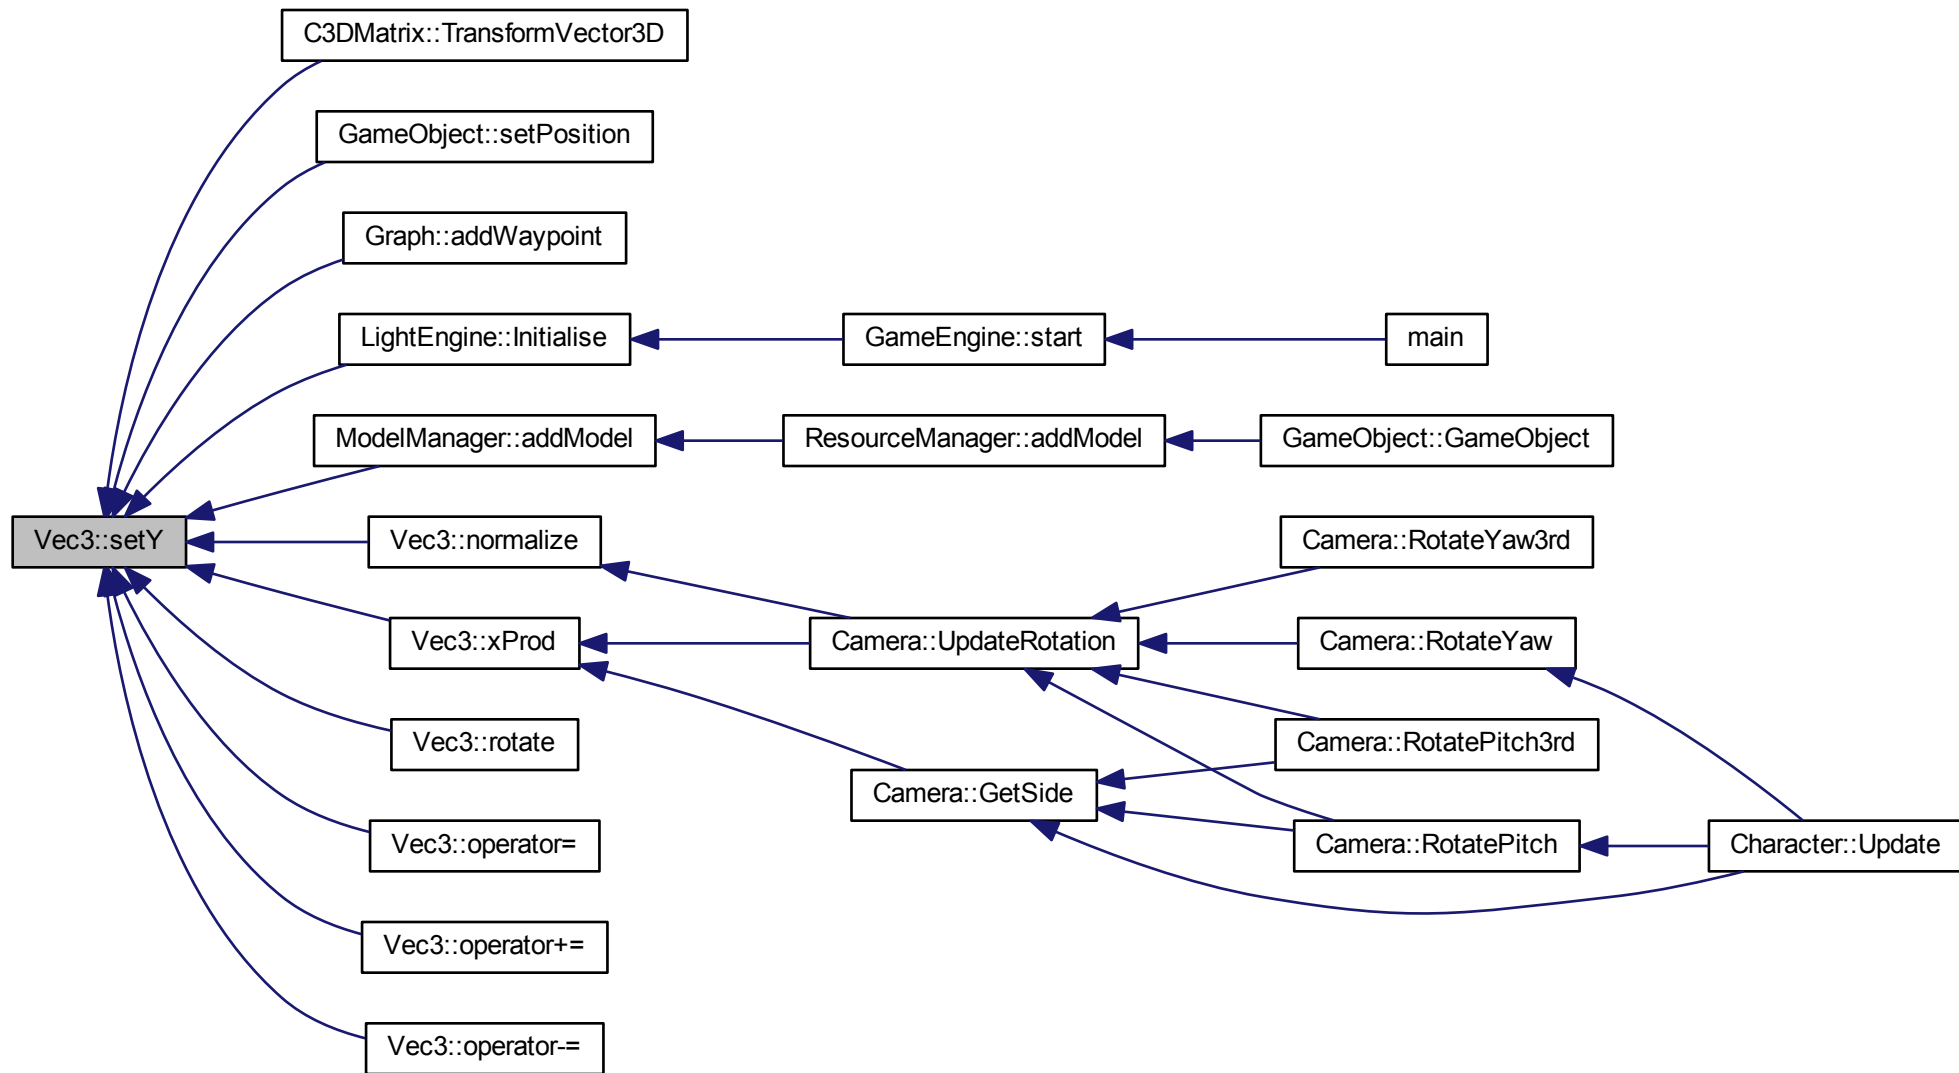 C3DMatrix::TransformVector3D
GameObject::setPosition
Graph::addWaypoint
LightEngine::Initialise
GameEngine::start
main
ModelManager::addModel
ResourceManager::addModel
GameObject::GameObject
Vec3::setY
Vec3::normalize
Camera::RotateYaw3rd
Vec3::xProd
Camera::UpdateRotation
Camera::RotateYaw
Vec3::rotate
Camera::RotatePitch3rd
Camera::GetSide
Vec3::operator=
Camera::RotatePitch
Character::Update
Vec3::operator+=
Vec3::operator-=